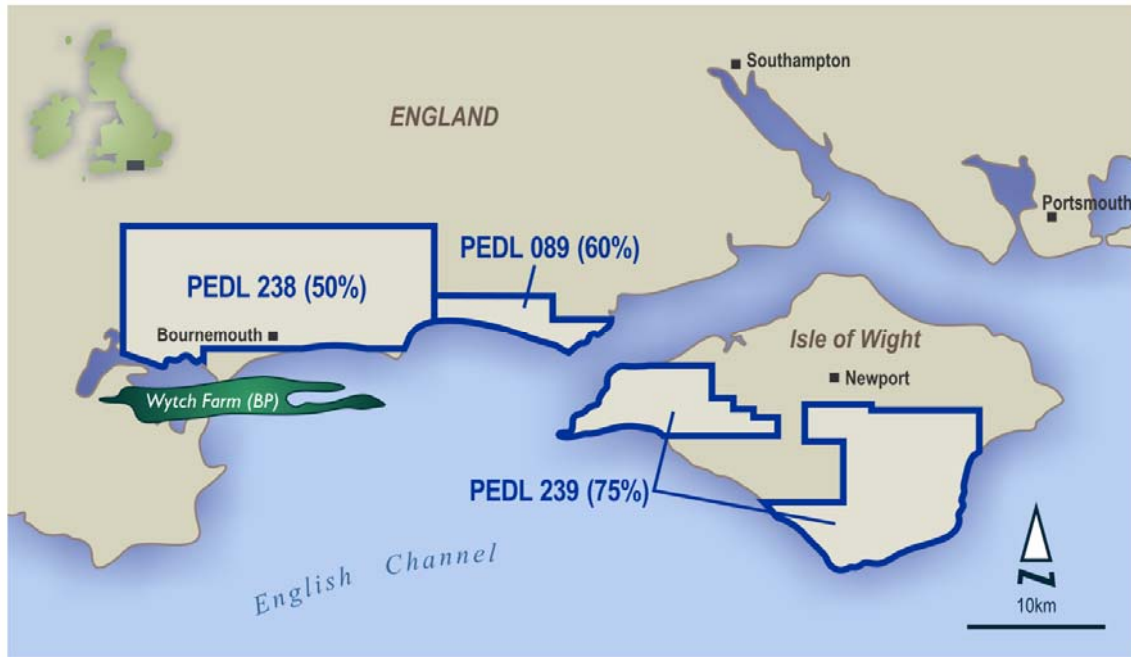 Southampton
ENGLAND
Portsmouth
PEDL 089 (60%)
PEDL 238 (50%)
Bournemouth
Isle of Wight
Newport
Wytch Farm (BP)
PEDL 239 (75%)
English Channel
N
10km